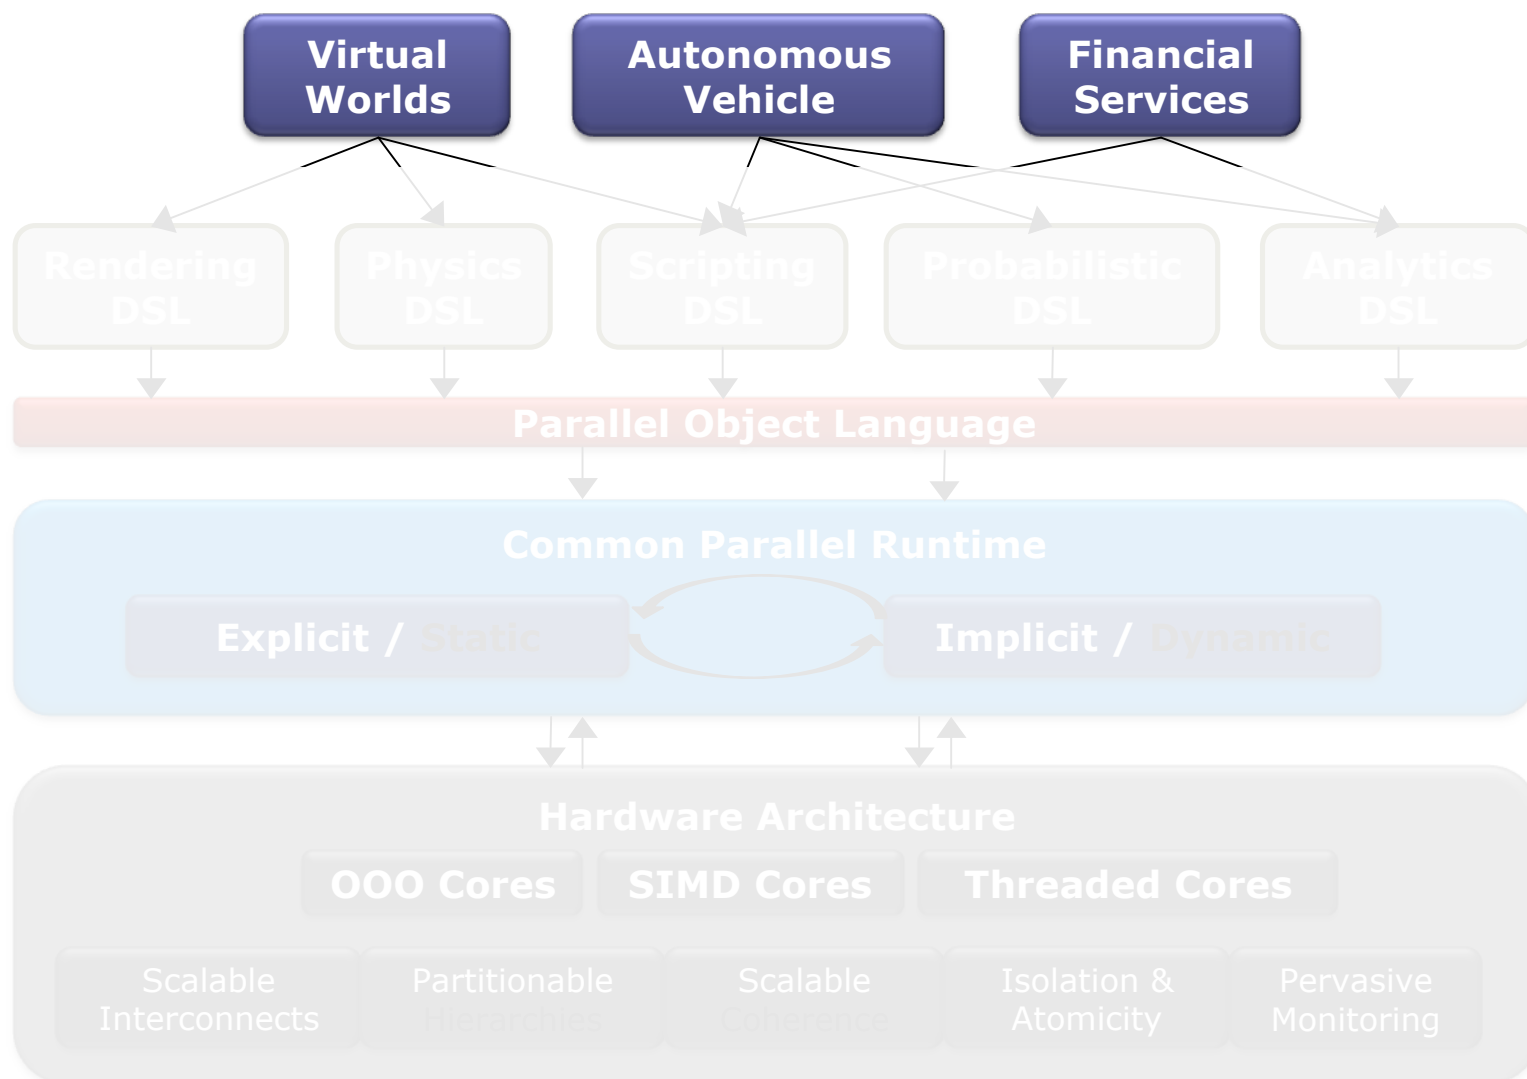 Virtual
Worlds
Autonomous
Vehicle
Financial
Services
Rendering
DSL
Physics
DSL
Scripting
DSL
Probabilistic
DSL
Analytics
DSL
Parallel Object Language
Common Parallel Runtime
Explicit / Static
Implicit / Dynamic
Hardware Architecture
OOO Cores
SIMD Cores
Threaded Cores
Scalable
Interconnects
Partitionable
Hierarchies
Scalable
Coherence
Isolation &
Atomicity
Pervasive
Monitoring